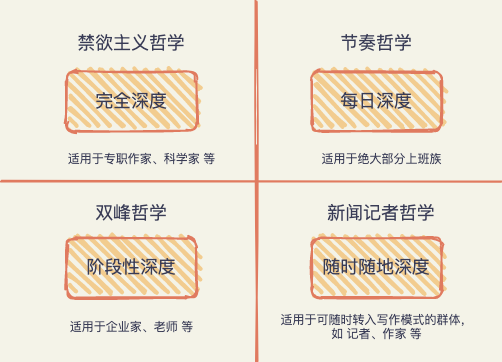 禁欲主义哲学
完全深度
适用于专职作家、科学家 等
节奏哲学
每日深度
适用于绝大部分上班族
双峰哲学
阶段性深度
适用于企业家、老师 等
新闻记者哲学
随时随地深度
适用于可随时转入写作模式的群体,
如 记者、作家 等